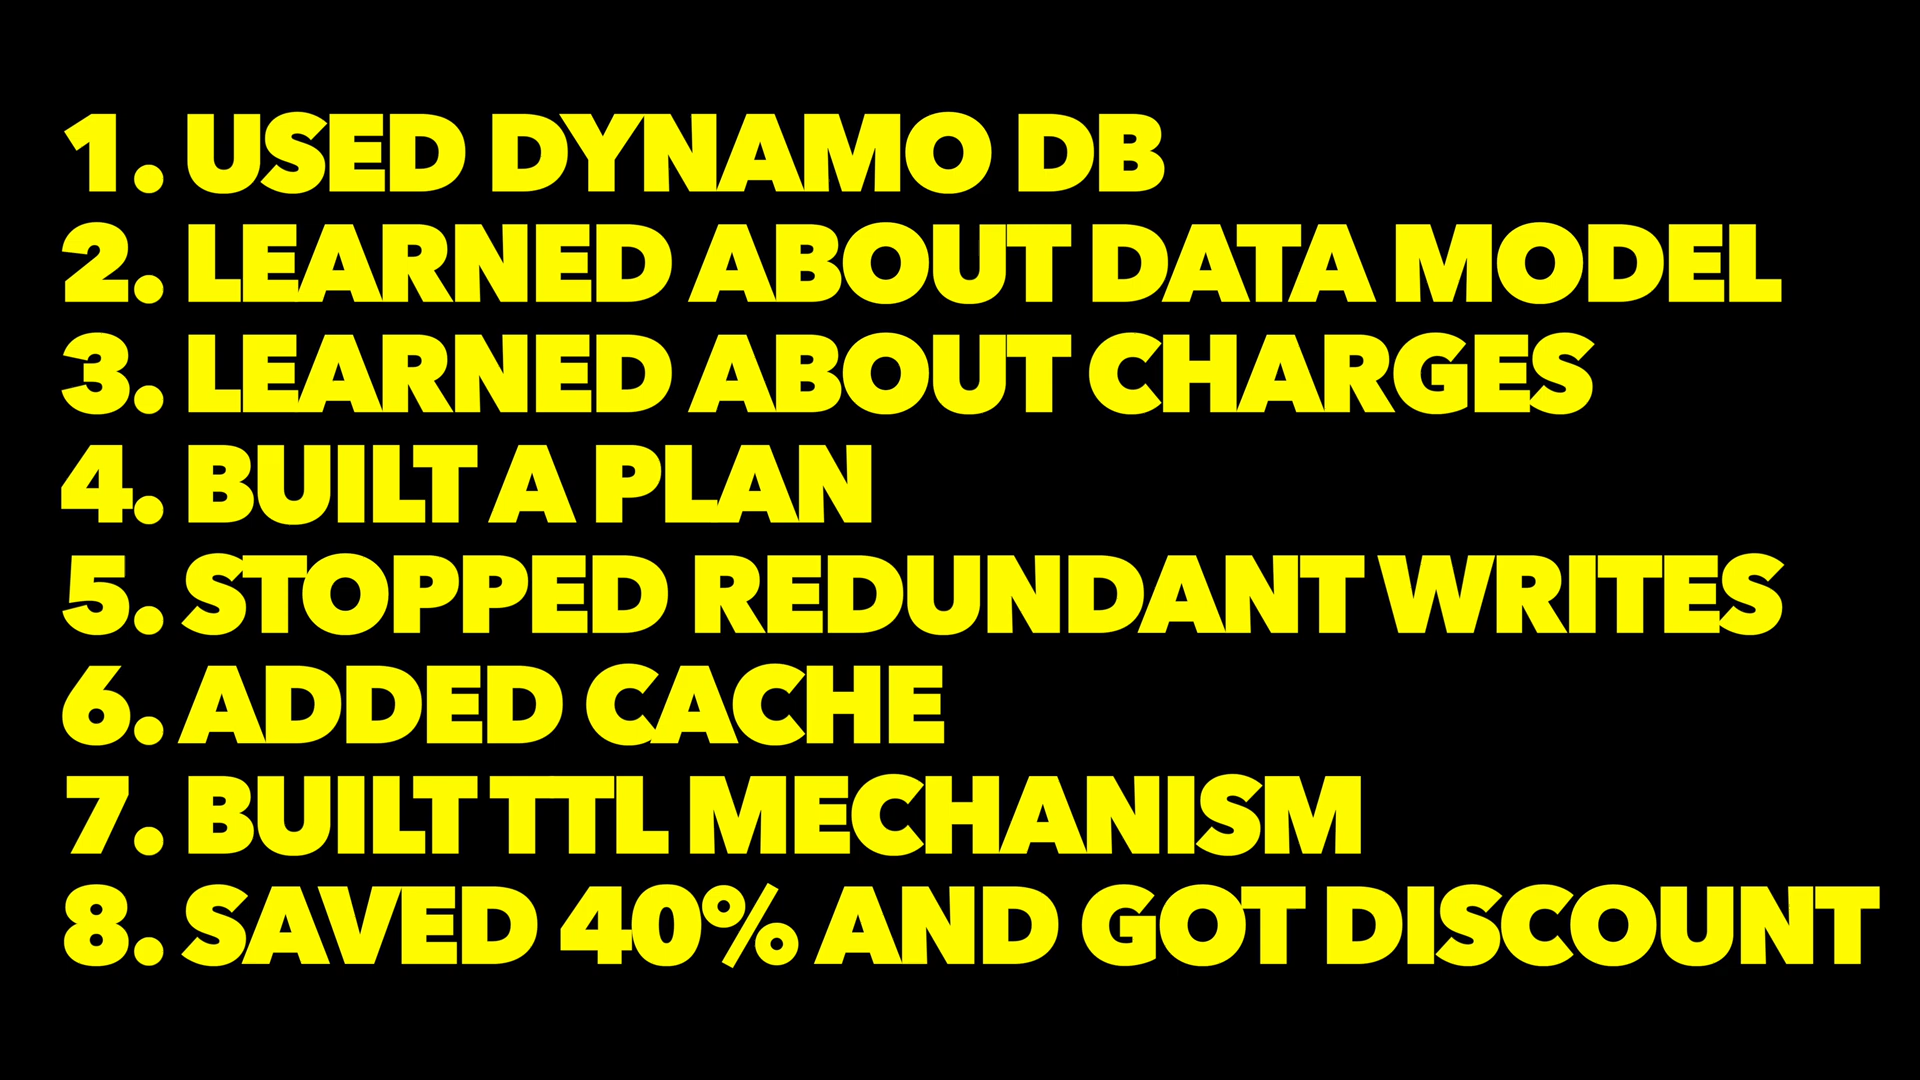 1. USED DYNAMO DB
2. LEARNED ABOUT DATA MODEL
3. LEARNED ABOUT CHARGES
4. BUILT A PLAN
5. STOPPED REDUNDANT WRITES
6. ADDED CACHE
7. BUILT TTL MECHANISM
8. SAVED 40% AND GOT DISCOUNT